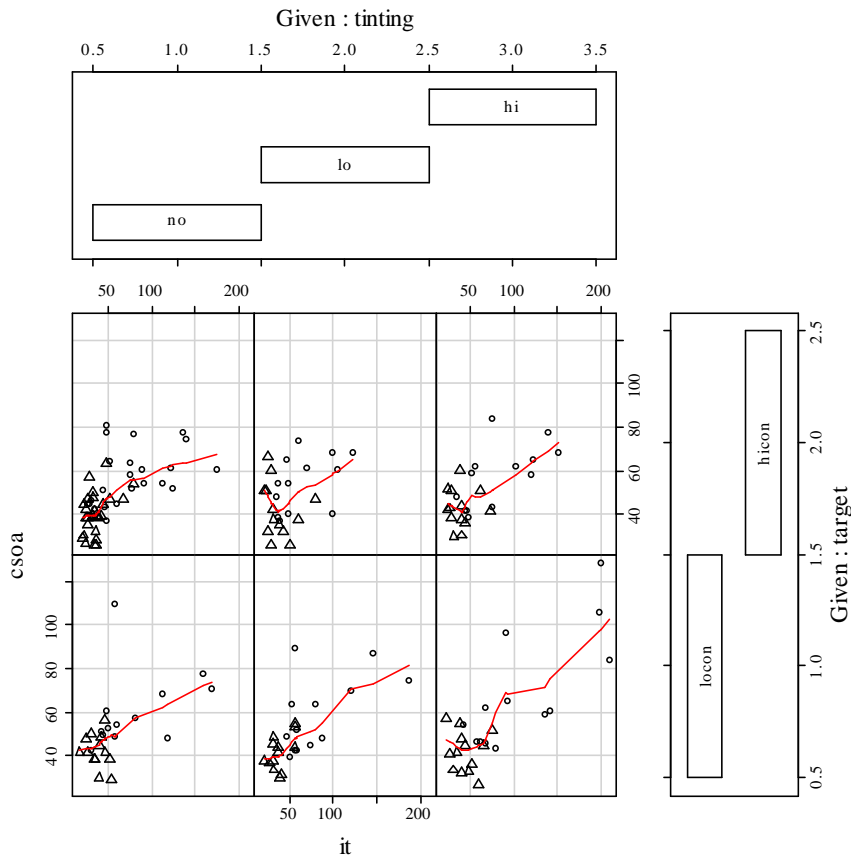 Given : tinting
0.5 1.0 1.5 2.0 2.5 3.0 3.5
hi
lo
no
50 100 200 50 100 200
csoa
40 60 80 100
40 60 80 100
50 100 200
it
locon
hicon
0.5 1.0 1.5 2.0 2.5
Given : target